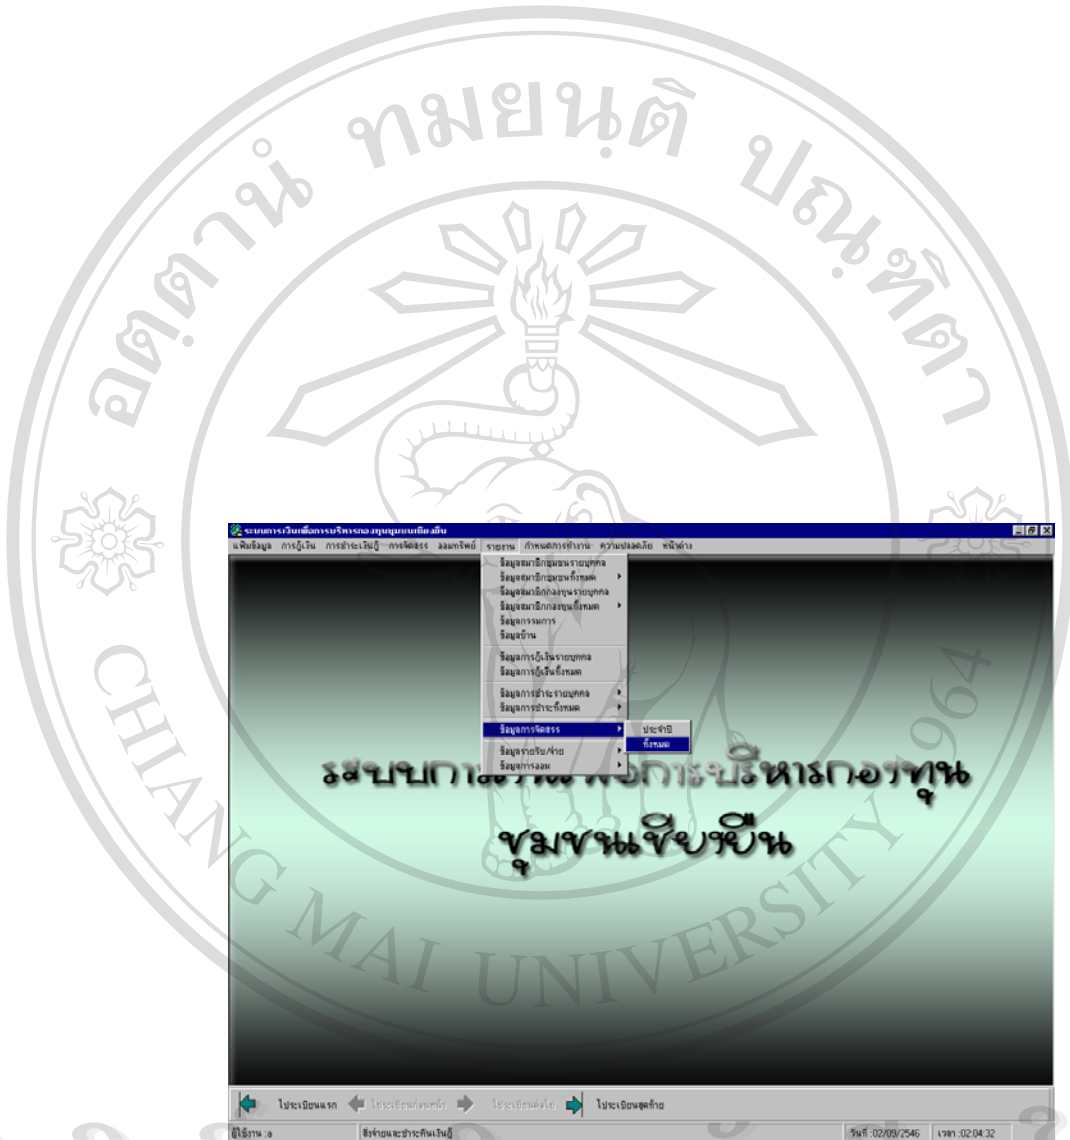 อตฺตานํ ทมยนฺติ ปณฺฑิตา
ระบบการเงินเพื่อการบริหารกองทุนชุมชนเชียงยืน
แฟ้มข้อมูล การกู้เงิน การชำระเงินกู้ การจัดสรร ออมทรัพย์ รายงาน กำหนดการทำงาน ความปลอดภัย หน้าต่าง
ข้อมูลสมาชิกชุมชนรายบุคคล
ข้อมูลสมาชิกชุมชนทั้งหมด
ข้อมูลสมาชิกกองทุนรายบุคคล
ข้อมูลสมาชิกกองทุนทั้งหมด
ข้อมูลกรรมการ
ข้อมูลบ้าน
ข้อมูลการกู้เงินรายบุคคล
ข้อมูลการกู้เงินทั้งหมด
ข้อมูลการชำระรายบุคคล
ข้อมูลการชำระทั้งหมด
ข้อมูลการจัดสรร
ประจำปี
ทั้งหมด
ข้อมูลรายรับ/จ่าย
ข้อมูลการออม
ระบบการเงินเพื่อการบริหารกองทุน
ชุมชนเชียงยืน
ไประเบียนแรก ไประเบียนก่อนหน้า ไประเบียนต่อไป ไประเบียนสุดท้าย
ผู้ใช้งาน :a สั่งจ่ายและชำระคืนเงินกู้ วันที่ :02/09/2546 เวลา :02:04:32
CHIANG MAI UNIVERSITY 1964